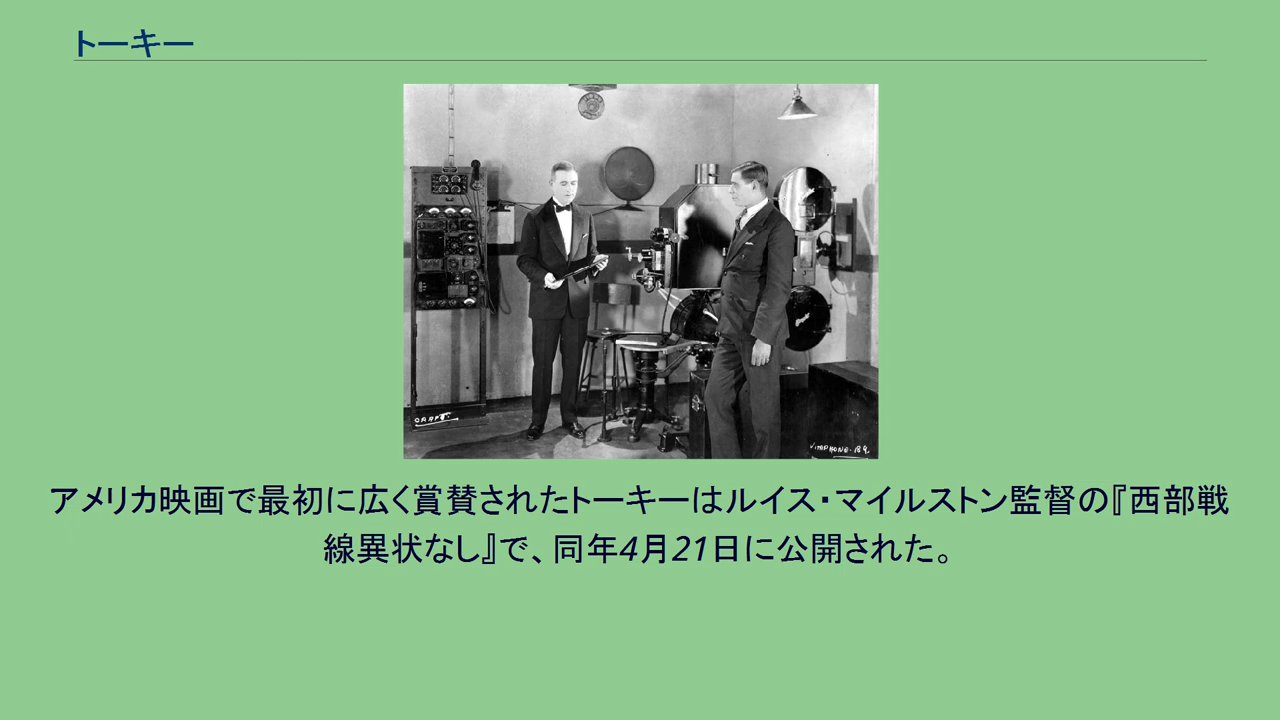 トーキー
CRAFT.
VITAPHONE-189.
アメリカ映画で最初に広く賞賛されたトーキーはルイス・マイルストン監督の『西部戦
線異状なし』で、同年4月21日に公開された。